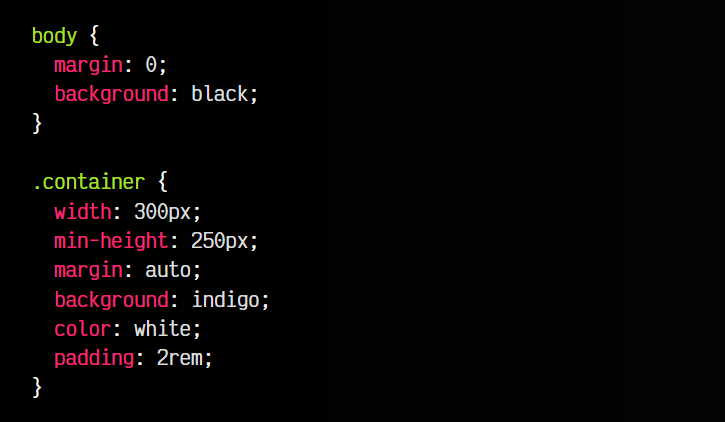 body {
  margin: 0;
  background: black;
}

.container {
  width: 300px;
  min-height: 250px;
  margin: auto;
  background: indigo;
  color: white;
  padding: 2rem;
}